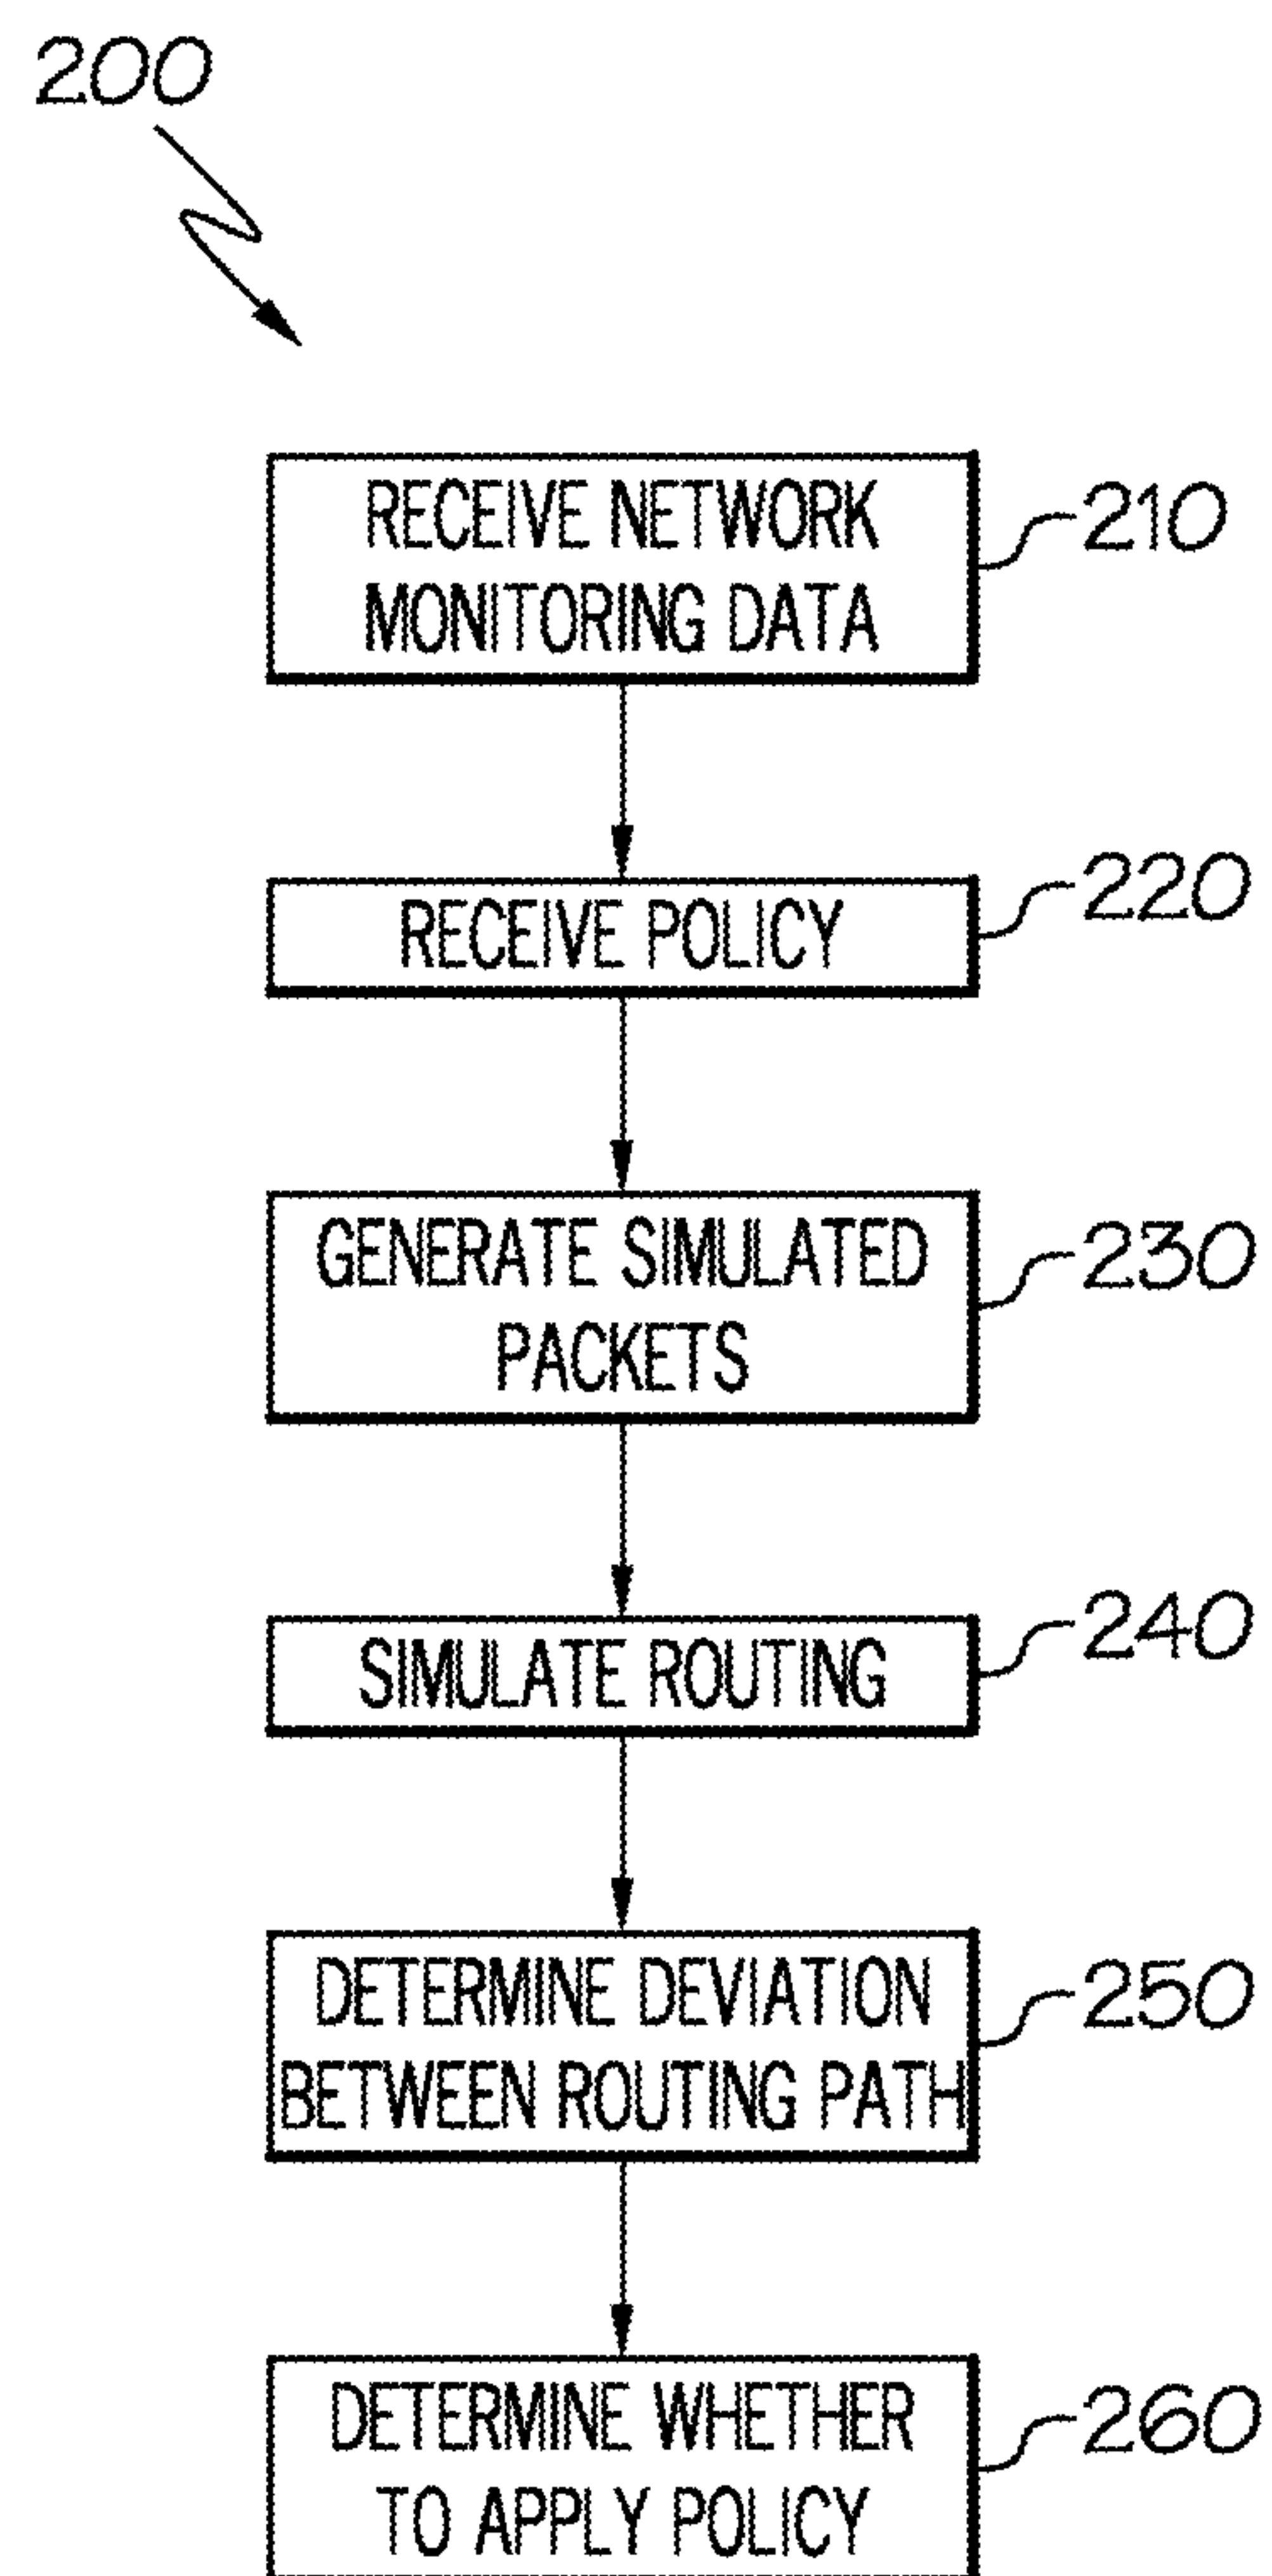 200
RECEIVE NETWORK
MONITORING DATA
210
RECEIVE POLICY
220
GENERATE SIMULATED
PACKETS
230
SIMULATE ROUTING
240
DETERMINE DEVIATION
BETWEEN ROUTING PATH
250
DETERMINE WHETHER
TO APPLY POLICY
260